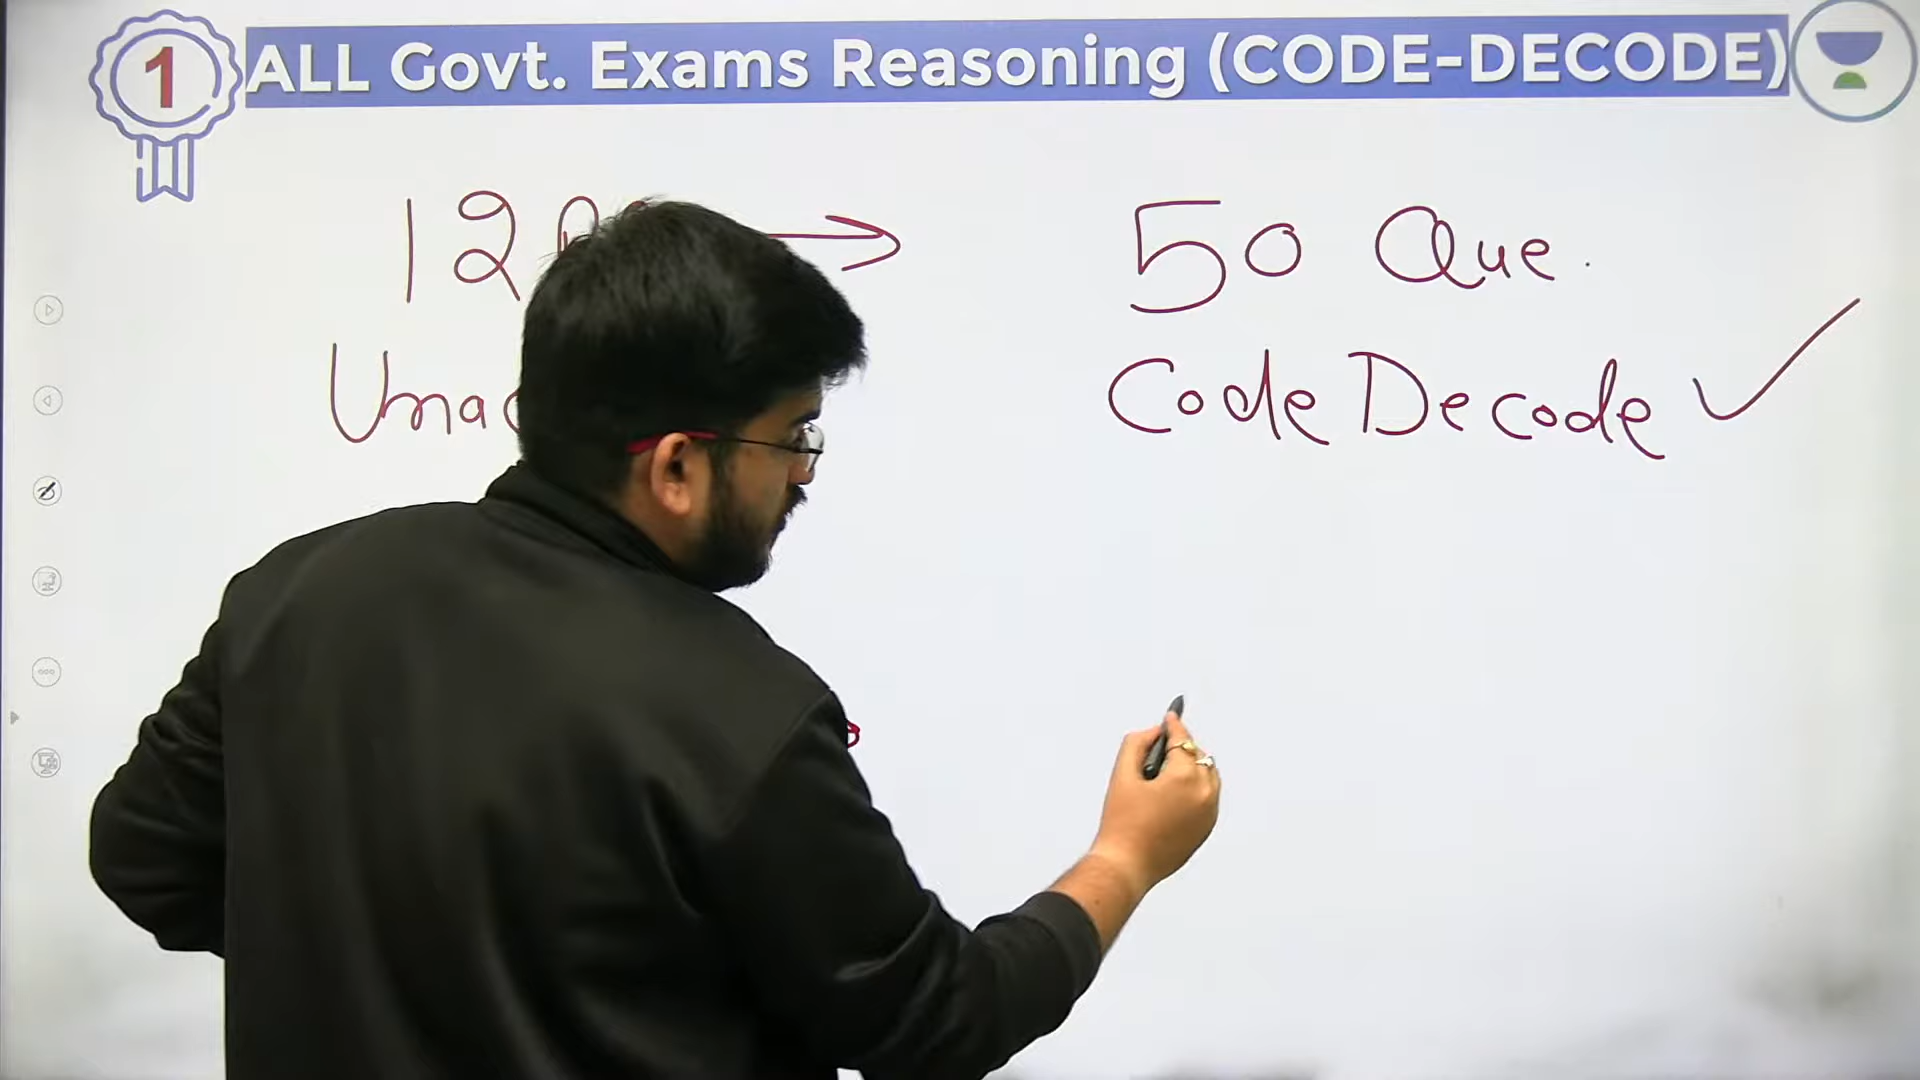 1 ALL Govt. Exams Reasoning (CODE-DECODE)
12 → 50 Que.
Code Decode ✓